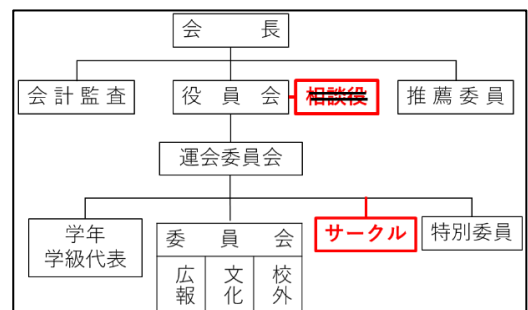 会長
会計監査
役員会
相談役
推薦委員
運会委員会
学年
学級代表
委員会
広報
文化
校外
サークル
特別委員